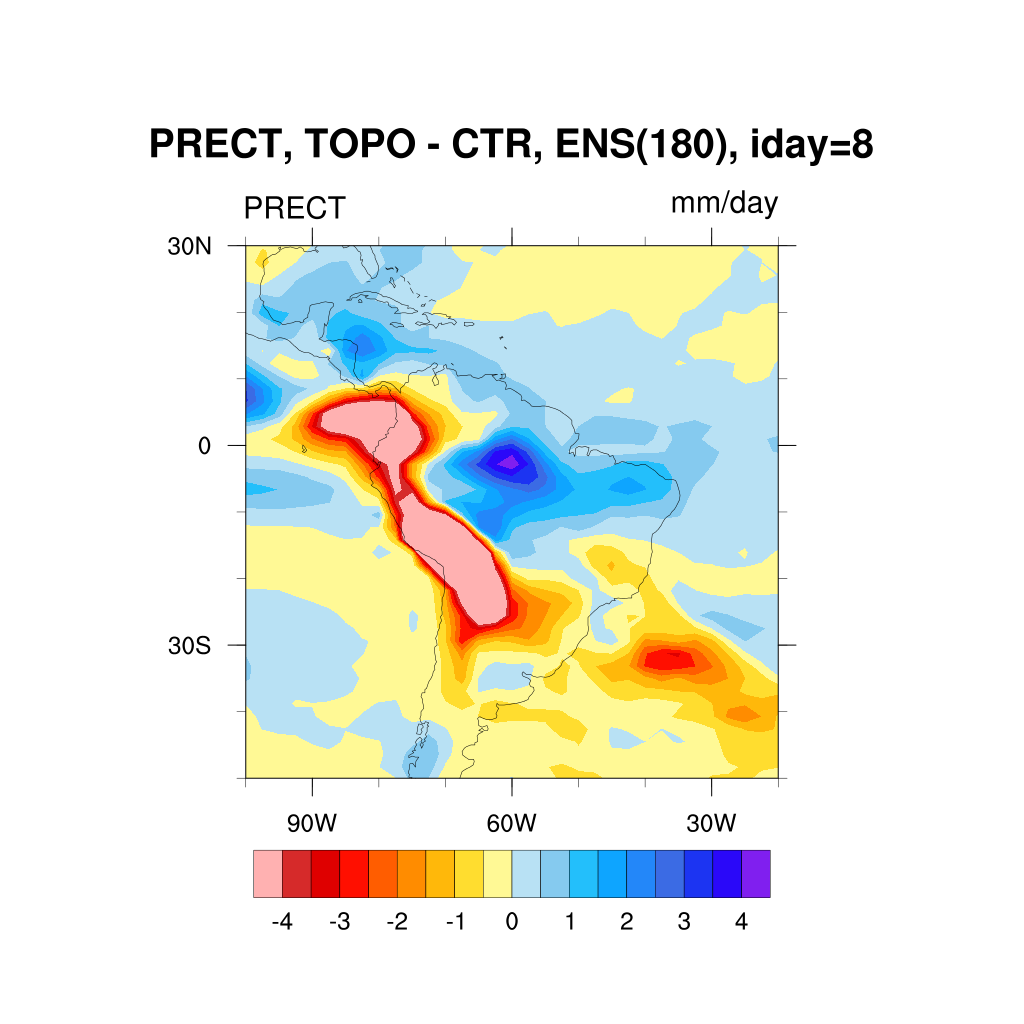 PRECT, TOPO - CTR, ENS(180), iday=8
PRECT mm/day
30N
0
30S
90W 60W 30W
-4 -3 -2 -1 0 1 2 3 4